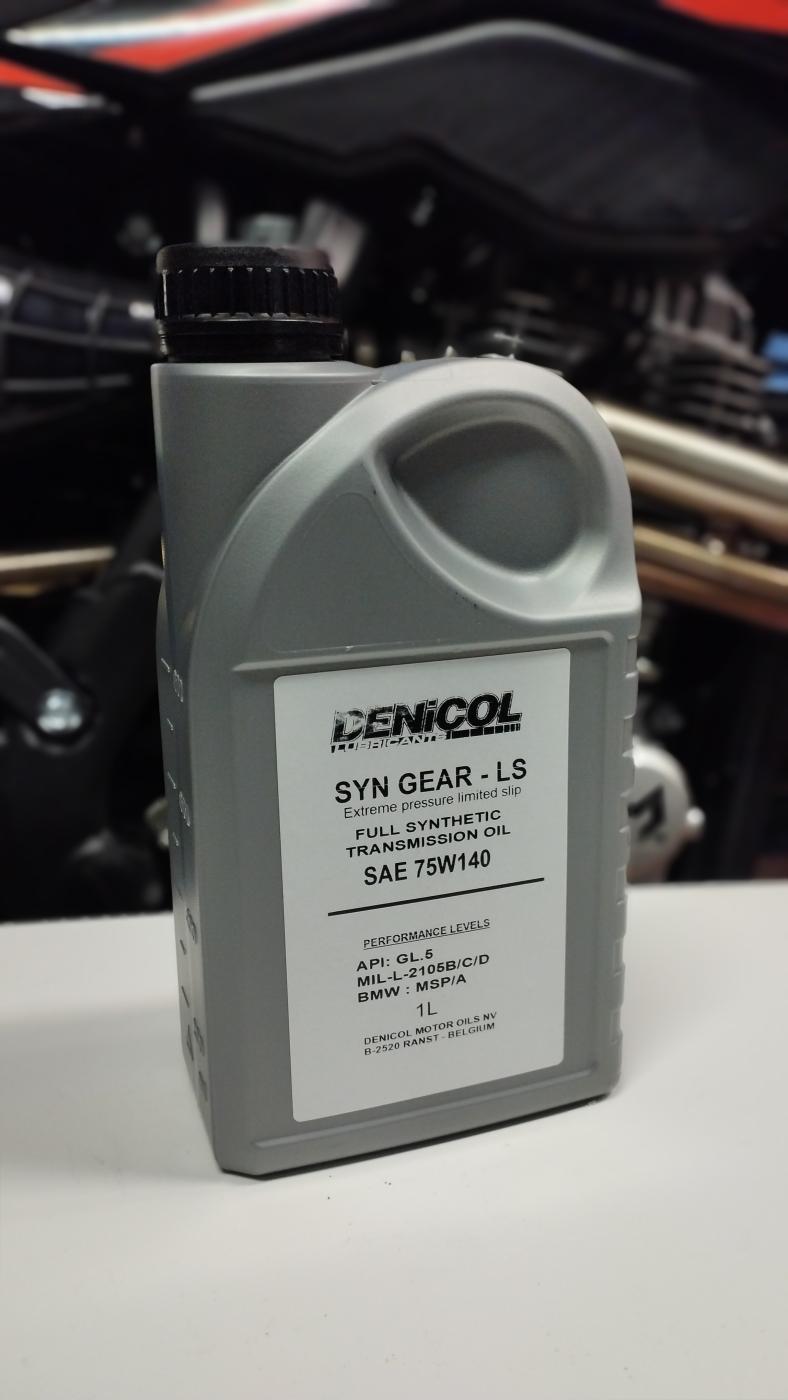 DENiCOL
LUBRICANTS
SYN GEAR - LS
Extreme pressure limited slip
FULL SYNTHETIC
TRANSMISSION OIL
SAE 75W140
PERFORMANCE LEVELS
API: GL.5
MIL-L-2105B/C/D
BMW : MSP/A
1L
DENICOL MOTOR OILS NV
B-2520 RANST - BELGIUM